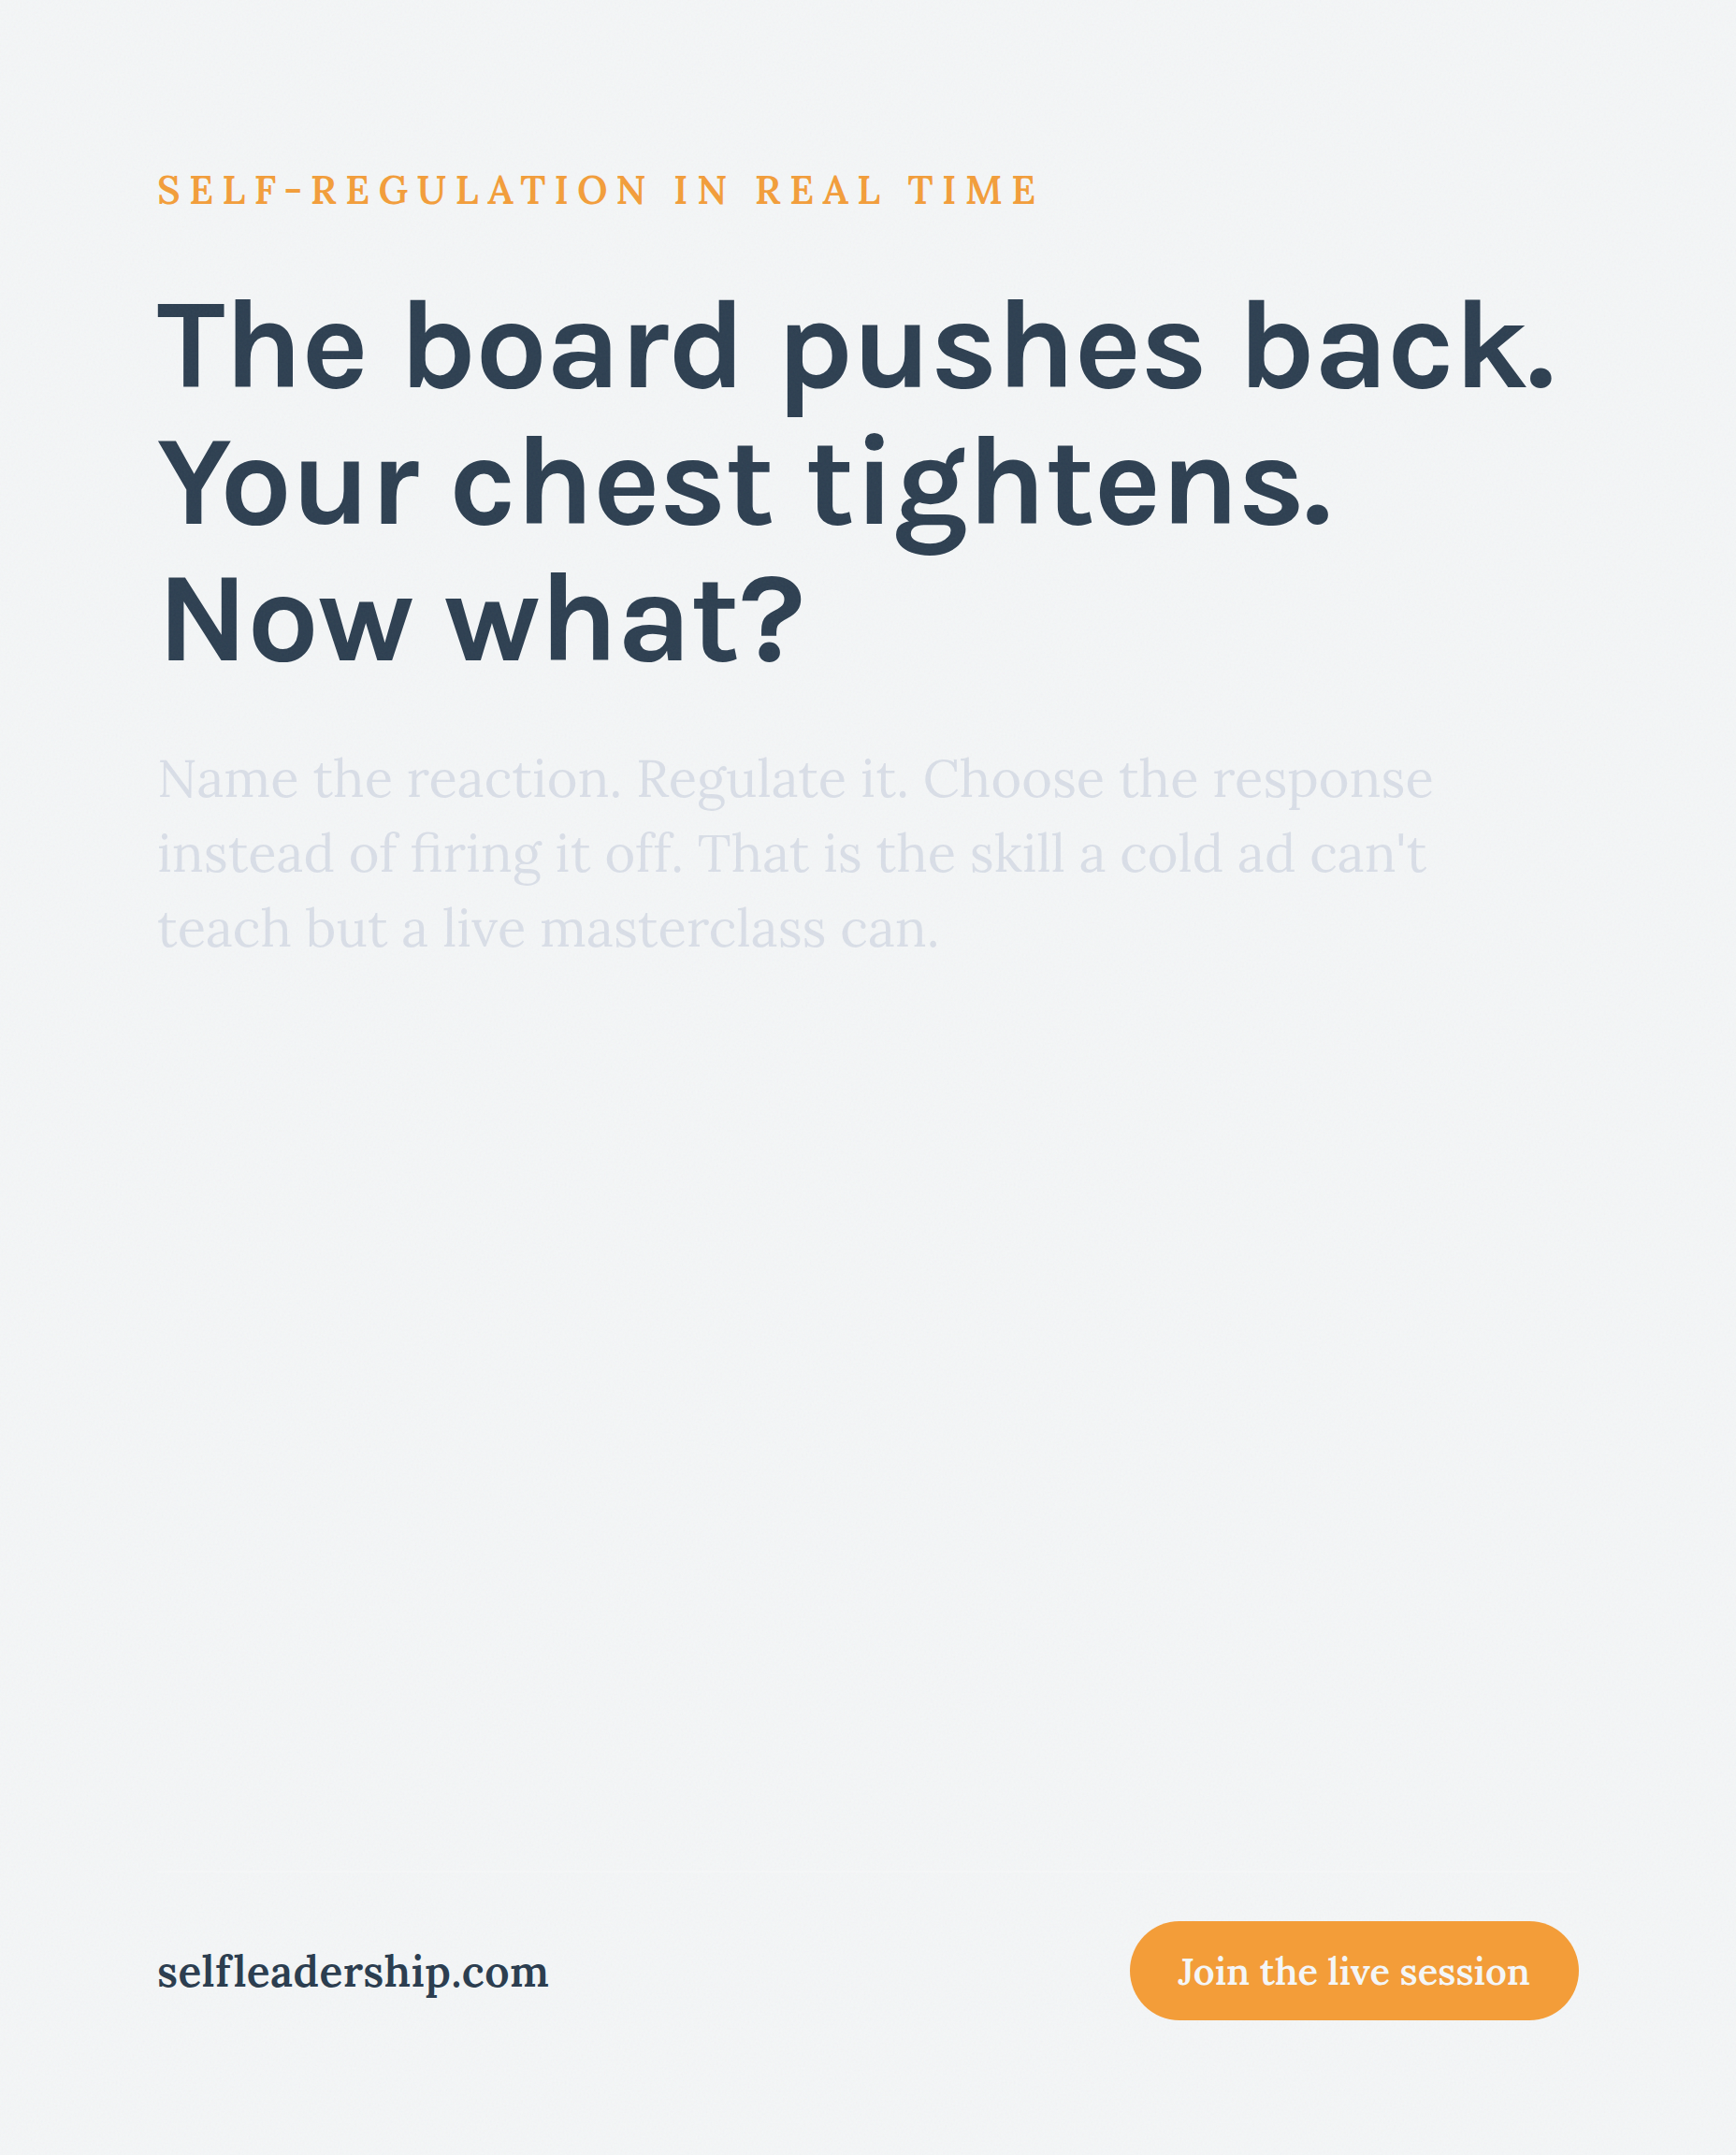 SELF-REGULATION IN REAL TIME
The board pushes back.
Your chest tightens.
Now what?
Name the reaction. Regulate it. Choose the response
instead of firing it off. That is the skill a cold ad can't
teach but a live masterclass can.
selfleadership.com
Join the live session